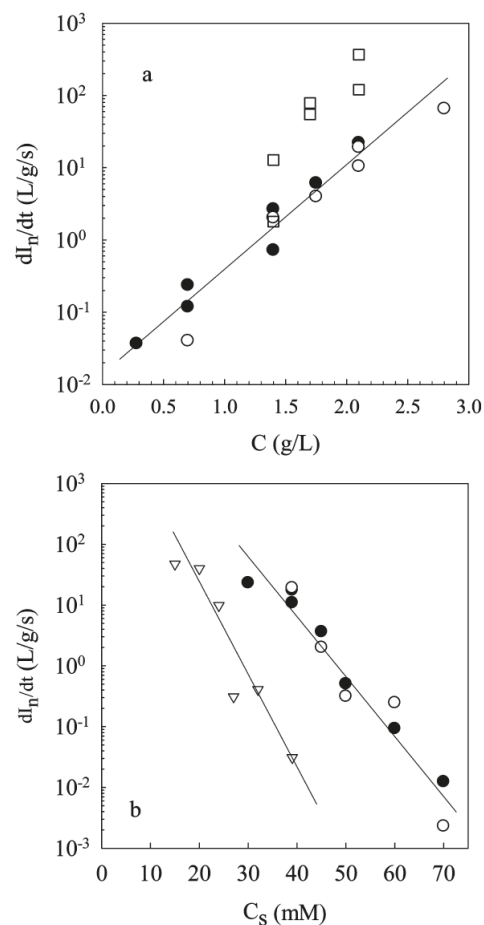 a
dIₙ/dt (L/g/s)
10³
10²
10¹
10⁰
10⁻¹
10⁻²
0.0 0.5 1.0 1.5 2.0 2.5 3.0
C (g/L)
dIₙ/dt (L/g/s)
10³
10²
10¹
10⁰
10⁻¹
10⁻²
10⁻³
b
0 10 20 30 40 50 60 70
Cₛ (mM)